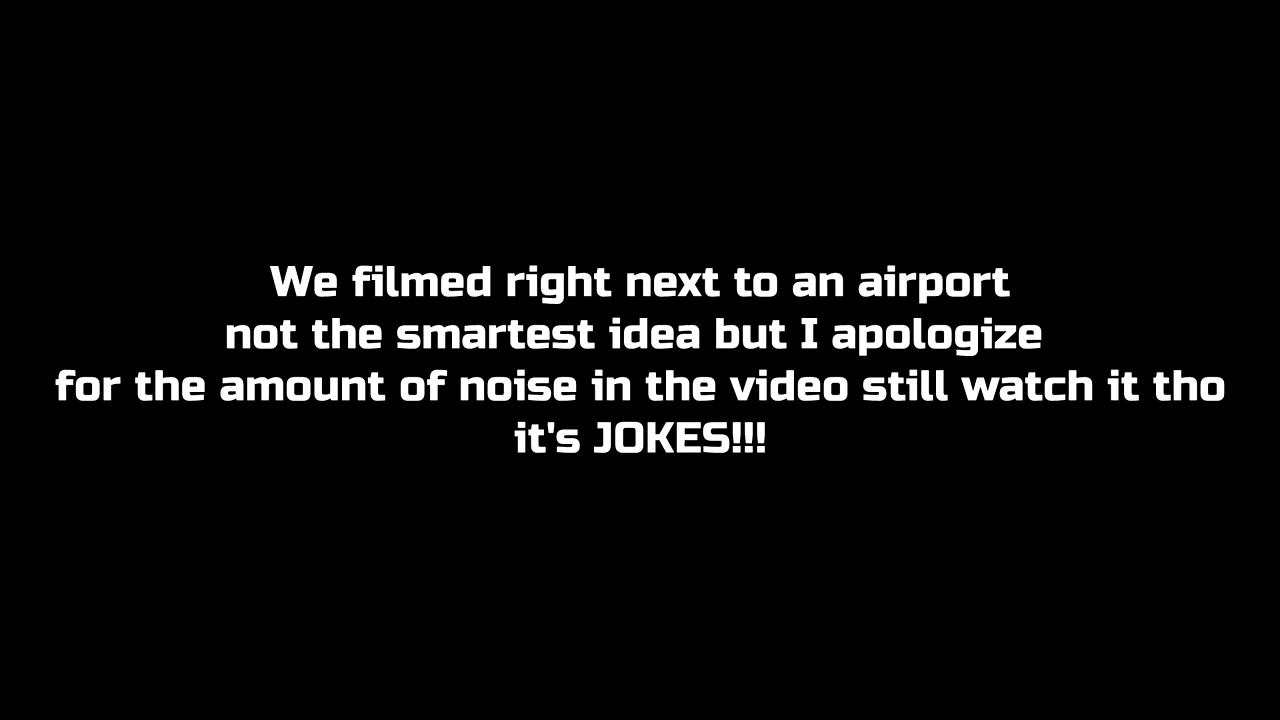 We filmed right next to an airport
not the smartest idea but I apologize
for the amount of noise in the video still watch it tho
it's JOKES!!!